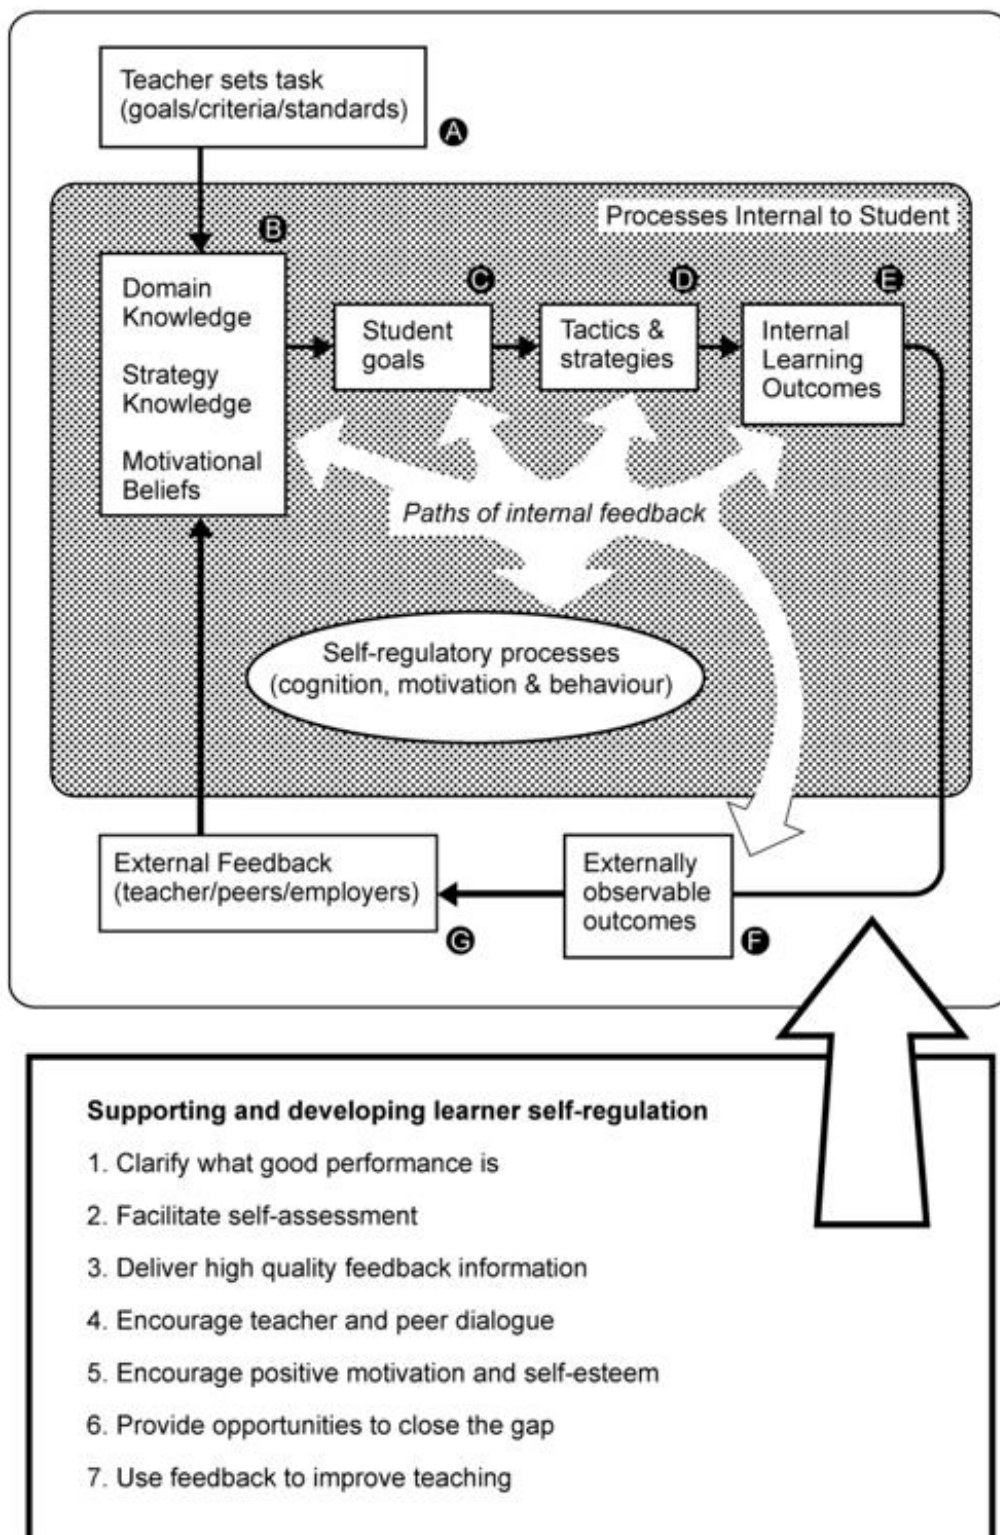 Teacher sets task
(goals/criteria/standards)
A
Processes Internal to Student
B
Domain
Knowledge
Strategy
Knowledge
Motivational
Beliefs
C
Student
goals
D
Tactics &
strategies
E
Internal
Learning
Outcomes
Paths of internal feedback
Self-regulatory processes
(cognition, motivation & behaviour)
External Feedback
(teacher/peers/employers)
G
Externally
observable
outcomes
F
Supporting and developing learner self-regulation
1. Clarify what good performance is
2. Facilitate self-assessment
3. Deliver high quality feedback information
4. Encourage teacher and peer dialogue
5. Encourage positive motivation and self-esteem
6. Provide opportunities to close the gap
7. Use feedback to improve teaching